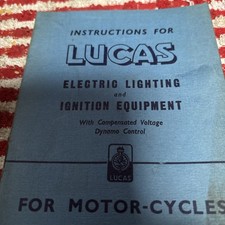 INSTRUCTIONS FOR
LUCAS
ELECTRIC LIGHTING
and
IGNITION EQUIPMENT
With Compensated Voltage
Dynamo Control
LUCAS
FOR MOTOR-CYCLES